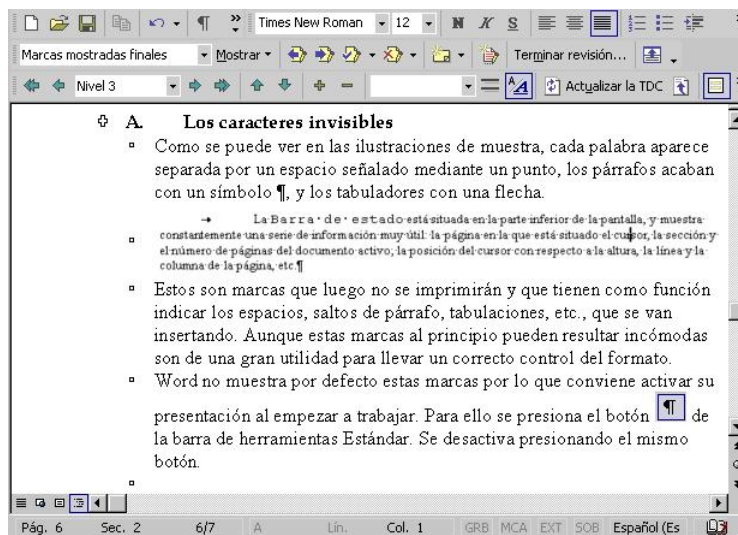 ¶ Times New Roman 12 N K S
Marcas mostradas finales Mostrar Terminar revisión...
Nivel 3 Actualizar la TDC
A. Los caracteres invisibles
Como se puede ver en las ilustraciones de muestra, cada palabra aparece
separada por un espacio señalado mediante un punto, los párrafos acaban
con un símbolo ¶, y los tabuladores con una flecha.
→ La·Barra·de·estado·está·situada·en·la·parte·inferior·de·la·pantalla,·y·muestra·
constantemente·una·serie·de·información·muy·útil:·la·página·en·la·que·está·situado·el·cursor,·la·sección·y·
el·número·de·páginas·del·documento·activo,·la·posición·del·cursor·con·respecto·a·la·altura,·la·línea·y·la·
columna·de·la·página,·etc.¶
Estos son marcas que luego no se imprimirán y que tienen como función
indicar los espacios, saltos de párrafo, tabulaciones, etc., que se van
insertando. Aunque estas marcas al principio pueden resultar incómodas
son de una gran utilidad para llevar un correcto control del formato.
Word no muestra por defecto estas marcas por lo que conviene activar su
presentación al empezar a trabajar. Para ello se presiona el botón ¶ de
la barra de herramientas Estándar. Se desactiva presionando el mismo
botón.
Pág. 6 Sec. 2 6/7 A Lín. Col. 1 GRB MCA EXT SOB Español (Es